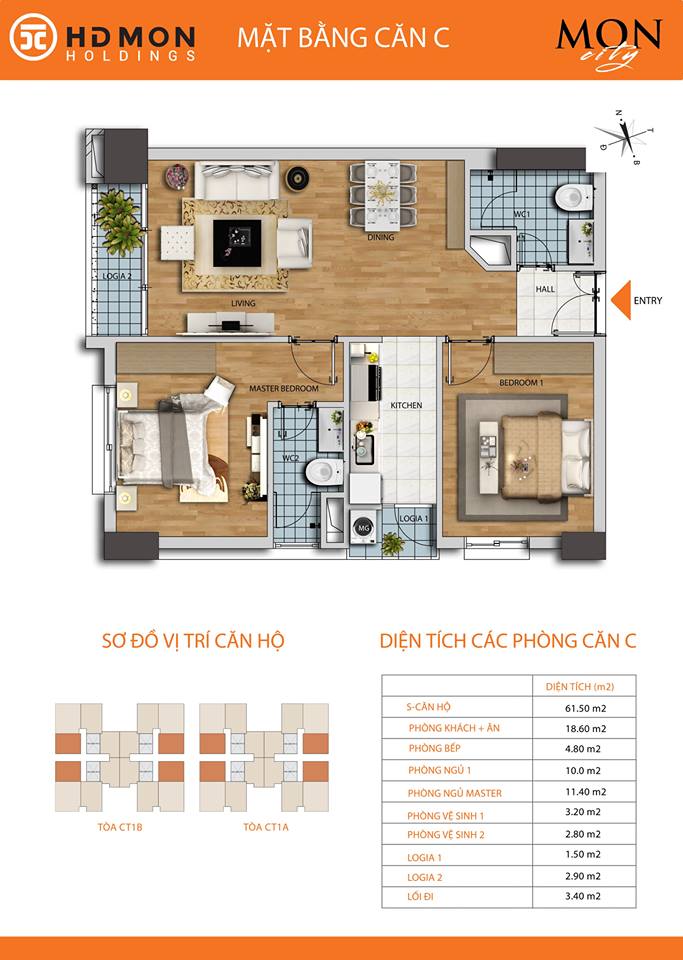 HDMON
HOLDINGS
MẶT BẰNG CĂN C
MON
city
N
T
Đ
B
WC1
DINING
LOGIA 2
HALL
LIVING
ENTRY
MASTER BEDROOM
BEDROOM 1
KITCHEN
WC2
LOGIA 1
MG
SƠ ĐỒ VỊ TRÍ CĂN HỘ
TÒA CT1B
TÒA CT1A
DIỆN TÍCH CÁC PHÒNG CĂN C
DIỆN TÍCH (m2)
S-CĂN HỘ 61.50 m2
PHÒNG KHÁCH + ĂN 18.60 m2
PHÒNG BẾP 4.80 m2
PHÒNG NGỦ 1 10.0 m2
PHÒNG NGỦ MASTER 11.40 m2
PHÒNG VỆ SINH 1 3.20 m2
PHÒNG VỆ SINH 2 2.80 m2
LOGIA 1 1.50 m2
LOGIA 2 2.90 m2
LỐI ĐI 3.40 m2